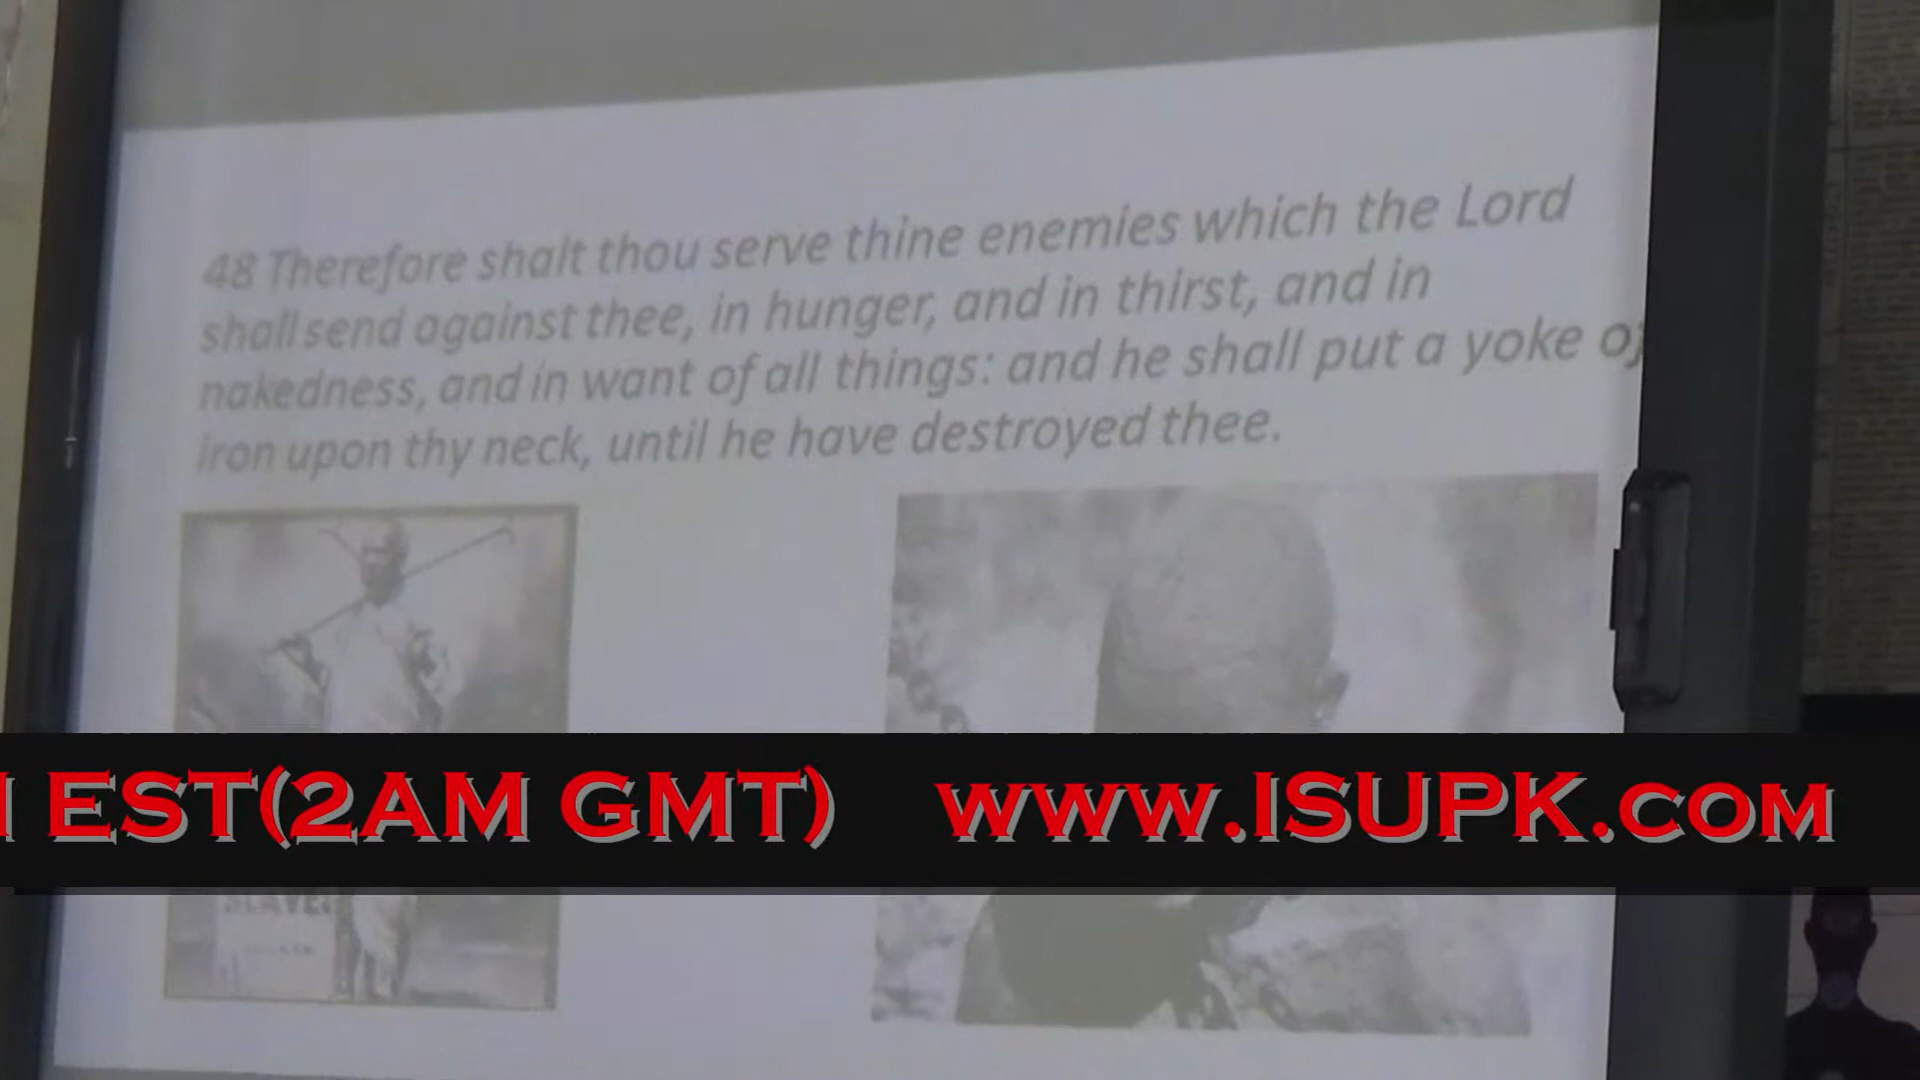 48 Therefore shalt thou serve thine enemies which the Lord
shall send against thee, in hunger, and in thirst, and in
nakedness, and in want of all things: and he shall put a yoke of
iron upon thy neck, until he have destroyed thee.
EST(2AM GMT) www.ISUPK.com
SLAVES